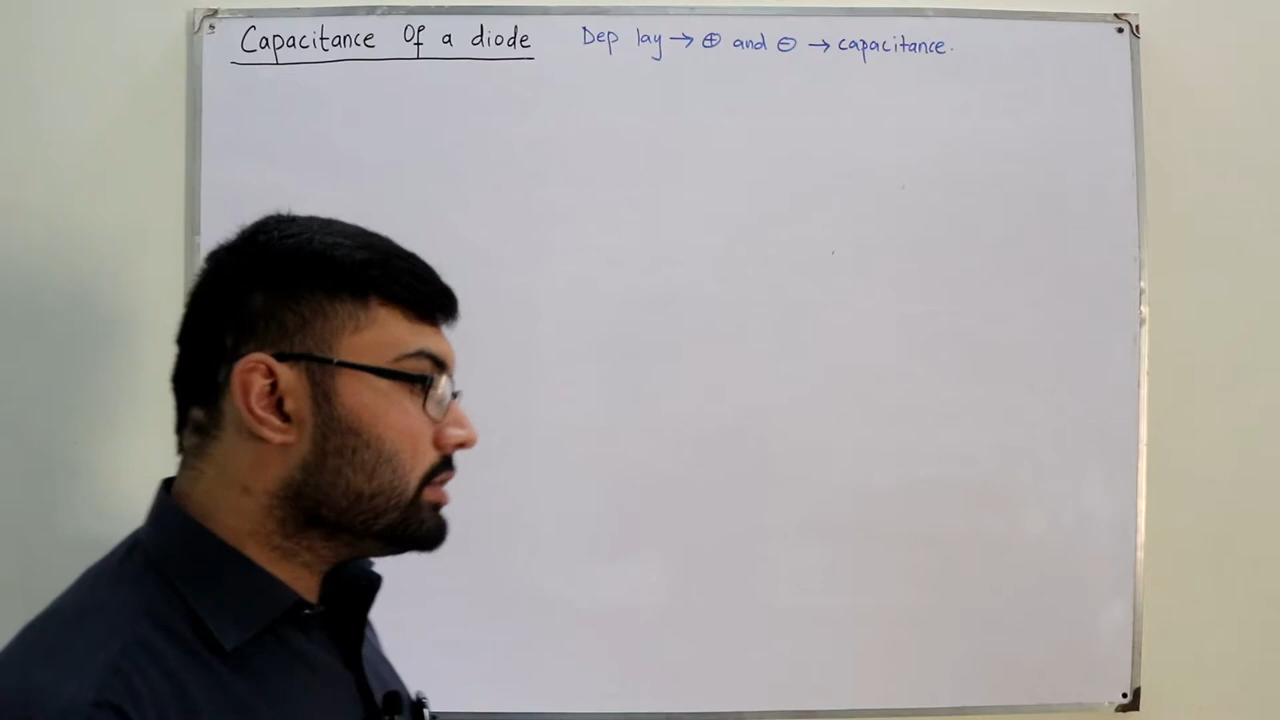 Capacitance Of a diode
Dep lay → ⊕ and ⊖ → capacitance.